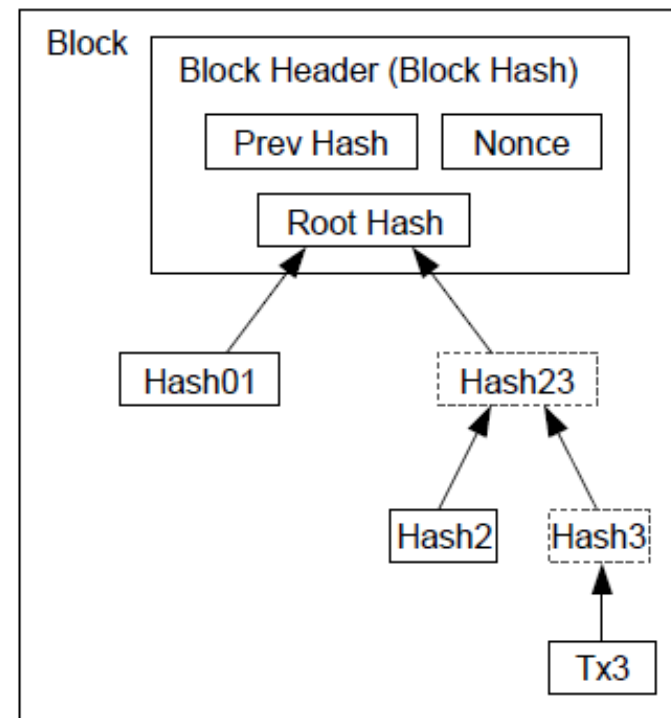 Block
Block Header (Block Hash)
Prev Hash
Nonce
Root Hash
Hash01
Hash23
Hash2
Hash3
Tx3